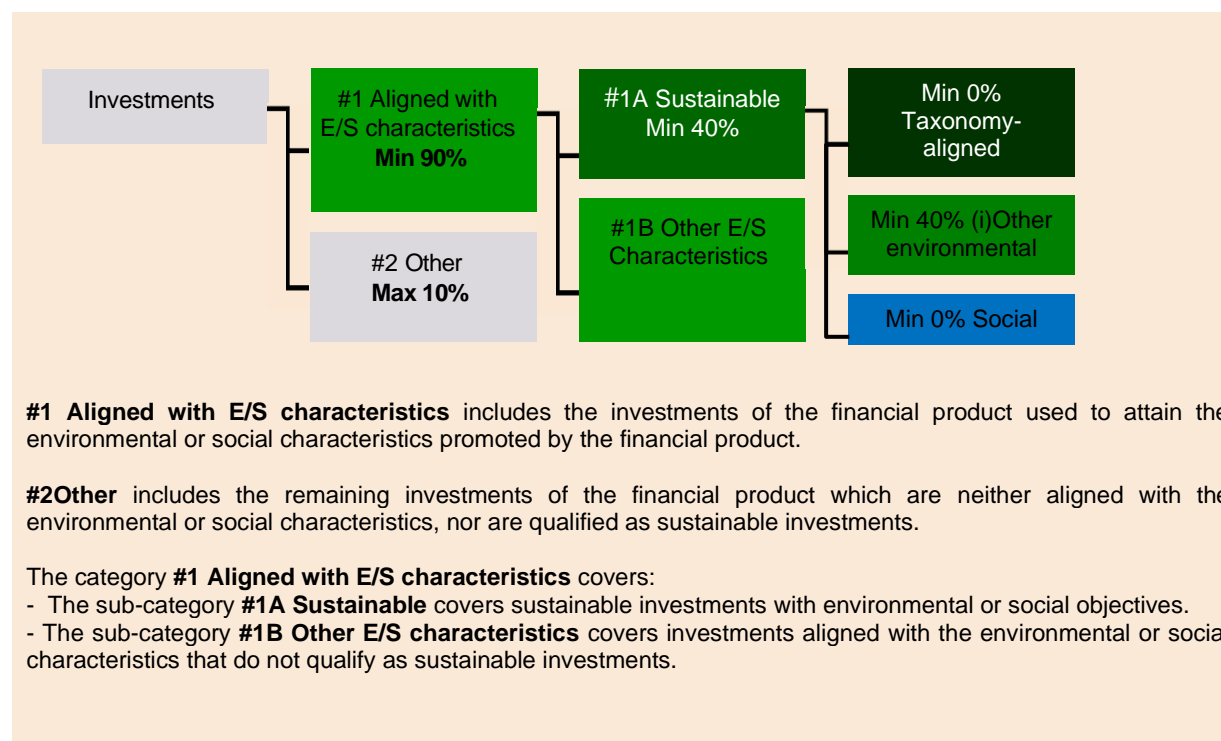 Investments
#1 Aligned with
E/S characteristics
Min 90%
#2 Other
Max 10%
#1A Sustainable
Min 40%
#1B Other E/S
Characteristics
Min 0%
Taxonomy-
aligned
Min 40% (i)Other
environmental
Min 0% Social
#1 Aligned with E/S characteristics includes the investments of the financial product used to attain the
environmental or social characteristics promoted by the financial product.
#2Other includes the remaining investments of the financial product which are neither aligned with the
environmental or social characteristics, nor are qualified as sustainable investments.
The category #1 Aligned with E/S characteristics covers:
- The sub-category #1A Sustainable covers sustainable investments with environmental or social objectives.
- The sub-category #1B Other E/S characteristics covers investments aligned with the environmental or social
characteristics that do not qualify as sustainable investments.